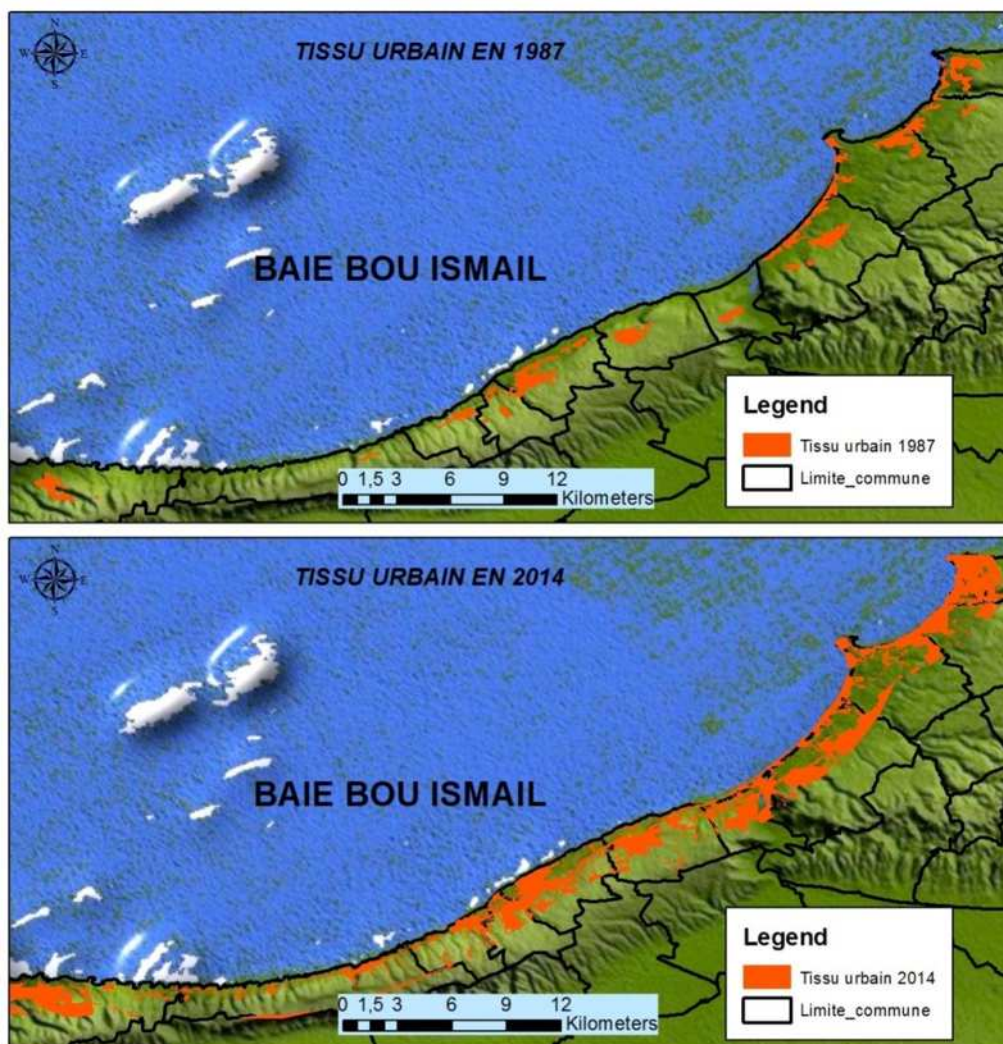 TISSU URBAIN EN 1987
N
W E
S
BAIE BOU ISMAIL
Legend
Tissu urbain 1987
Limite_commune
0 1,5 3 6 9 12
Kilometers
TISSU URBAIN EN 2014
N
W E
S
BAIE BOU ISMAIL
Legend
Tissu urbain 2014
Limite_commune
0 1,5 3 6 9 12
Kilometers